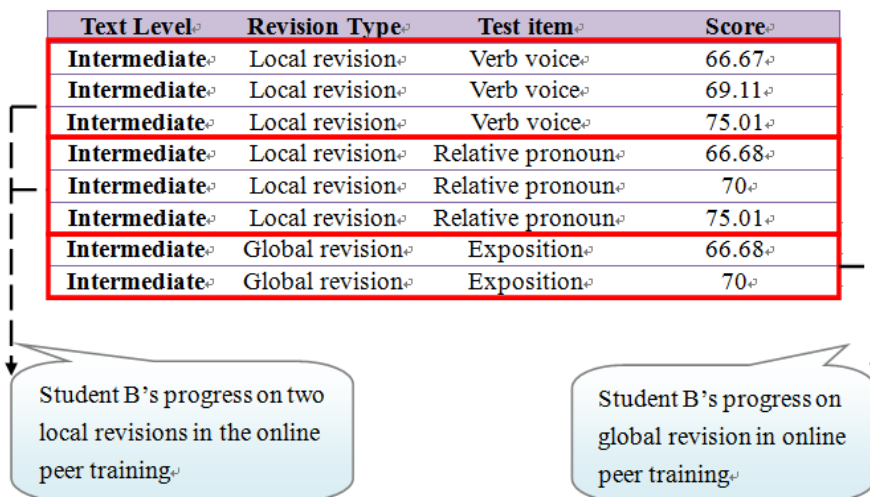 Text Level Revision Type Test item Score
Intermediate Local revision Verb voice 66.67
Intermediate Local revision Verb voice 69.11
Intermediate Local revision Verb voice 75.01
Intermediate Local revision Relative pronoun 66.68
Intermediate Local revision Relative pronoun 70
Intermediate Local revision Relative pronoun 75.01
Intermediate Global revision Exposition 66.68
Intermediate Global revision Exposition 70
Student B’s progress on two
local revisions in the online
peer training
Student B’s progress on
global revision in online
peer training